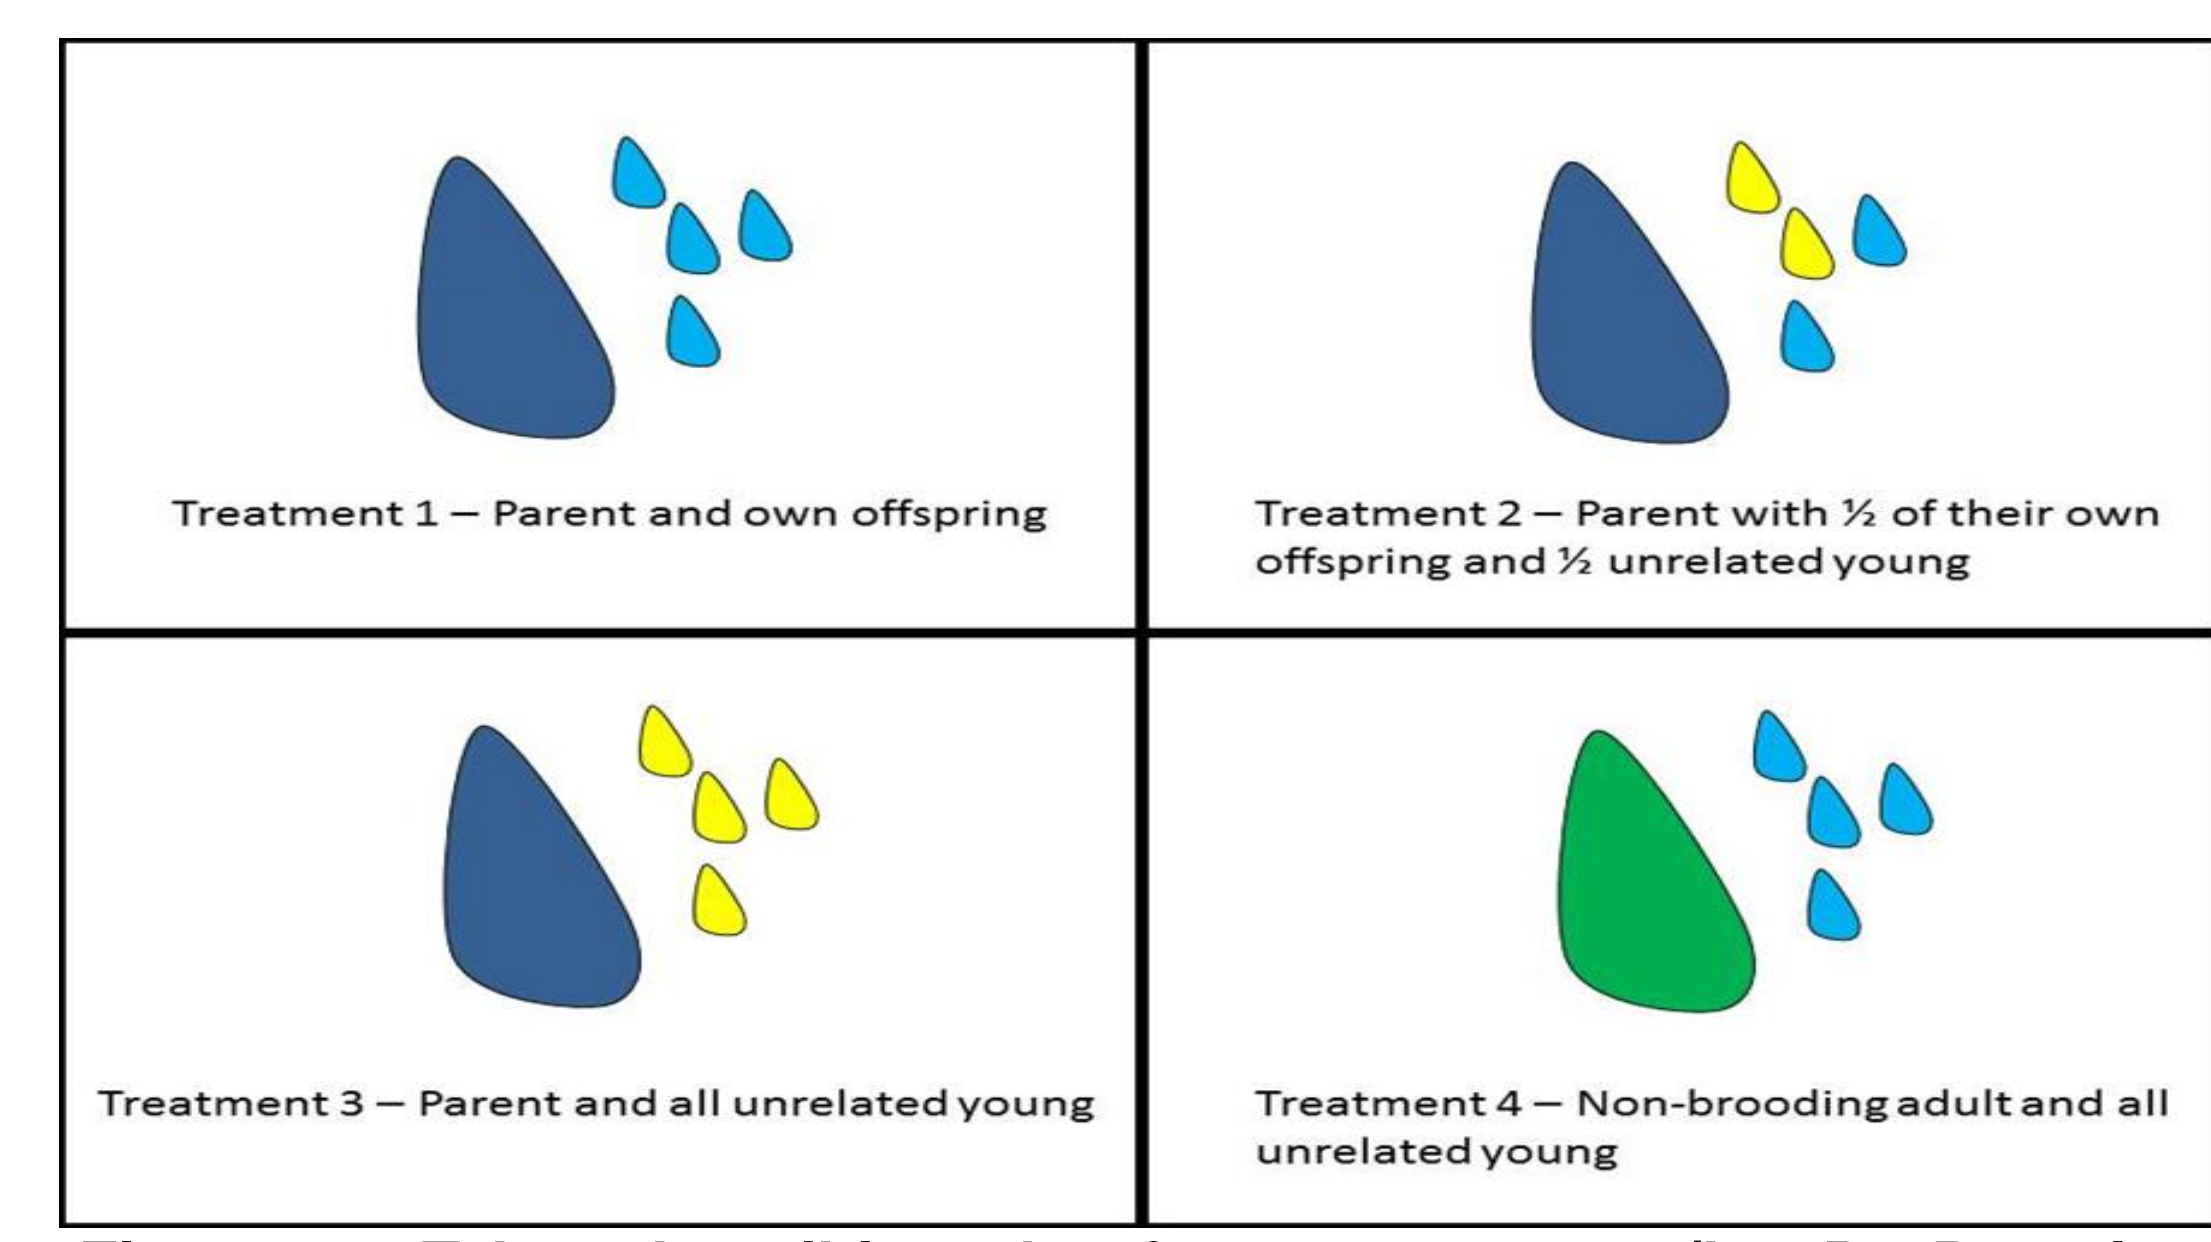 Treatment 1 – Parent and own offspring
Treatment 2 – Parent with ½ of their own
offspring and ½ unrelated young
Treatment 3 – Parent and all unrelated young
Treatment 4 – Non-brooding adult and all
unrelated young